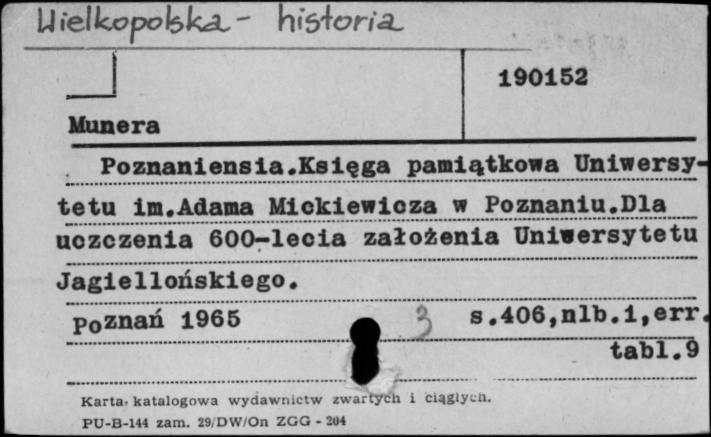 Wielkopolska - historia
190152
Munera
Poznaniensia.Księga pamiątkowa Uniwersy-
tetu im.Adama Mickiewicza w Poznaniu.Dla
uczczenia 600-lecia założenia Uniwersytetu
Jagiellońskiego.
Poznań 1965 3 s.406,nlb.1,err.
tabl.9
Karta katalogowa wydawnictw zwartych i ciągłych.
PU-B-144 zam. 29/DW/On ZGG - 204